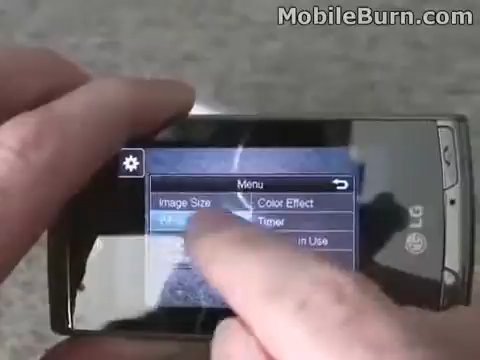 MobileBurn.com
Menu
Image Size
Color Effect
Timer
in Use
LG